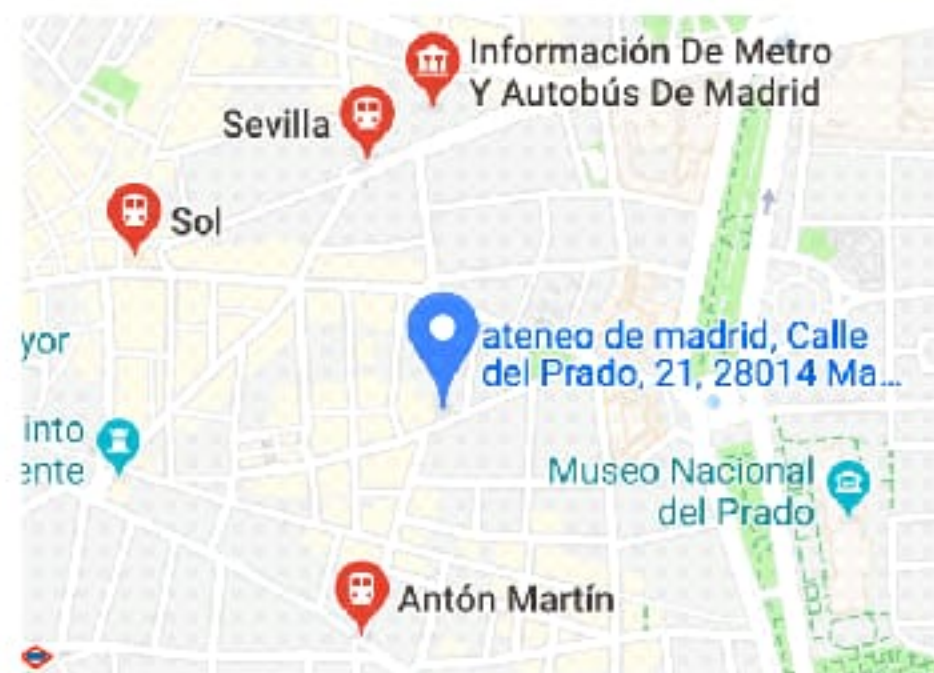 Información De Metro
Y Autobús De Madrid
Sevilla
Sol
yor
ateneo de madrid, Calle
del Prado, 21, 28014 Ma...
into
ente
Museo Nacional
del Prado
Antón Martín